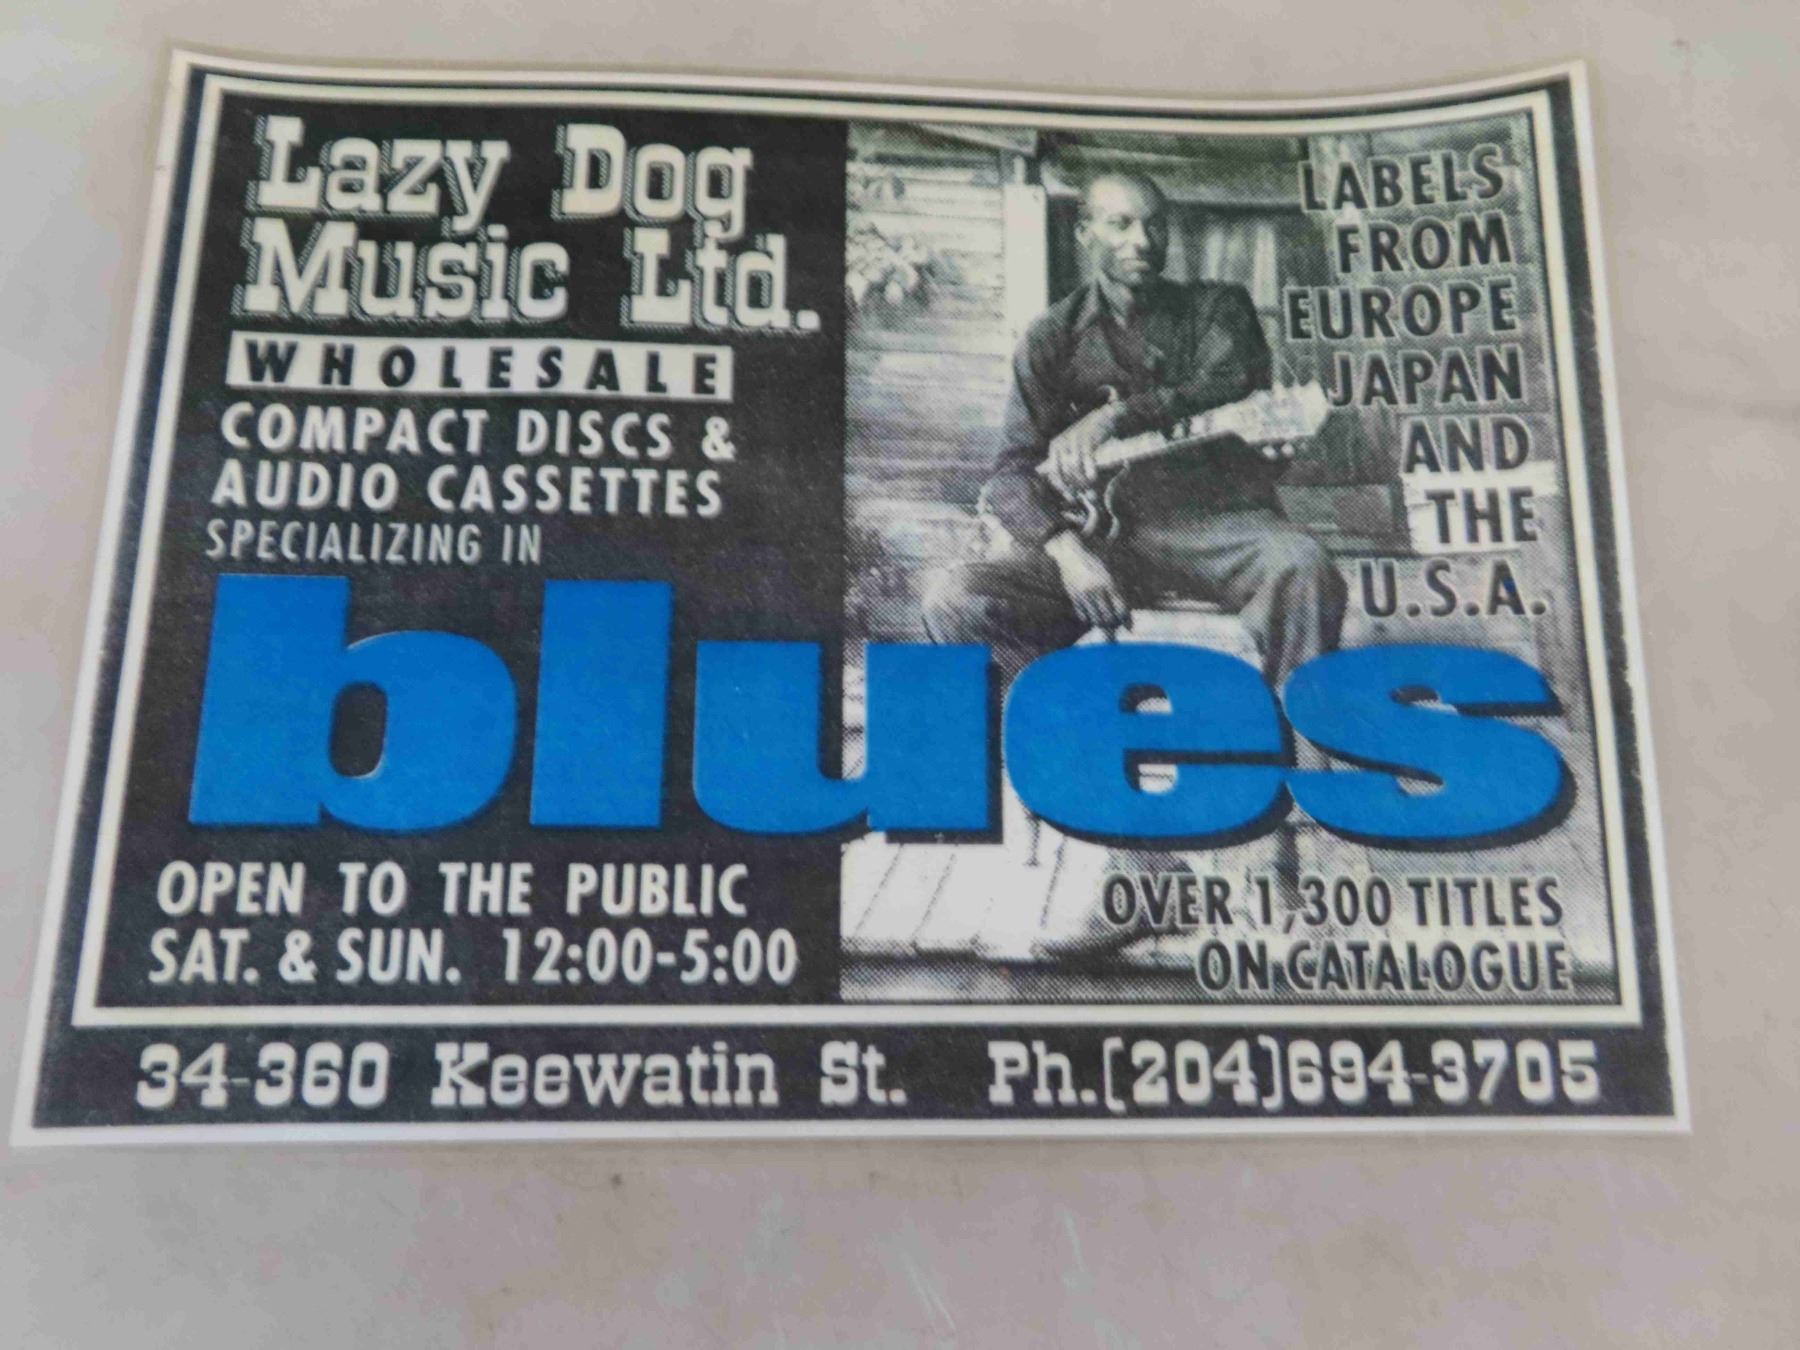 Lazy Dog
Music Ltd.
WHOLESALE
COMPACT DISCS &
AUDIO CASSETTES
SPECIALIZING IN
blues
LABELS
FROM
EUROPE
JAPAN
AND
THE
U.S.A.
OPEN TO THE PUBLIC
SAT. & SUN. 12:00-5:00
OVER 1,300 TITLES
ON CATALOGUE
34-360 Keewatin St. Ph.(204)694-3705